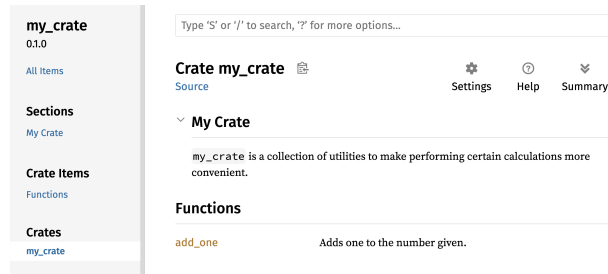 my_crate
0.1.0
All Items
Sections
My Crate
Crate Items
Functions
Crates
my_crate
Type ‘S’ or ‘/’ to search, ‘?’ for more options…
Crate my_crate
Source
Settings
Help
Summary
My Crate
my_crate is a collection of utilities to make performing certain calculations more
convenient.
Functions
add_one Adds one to the number given.